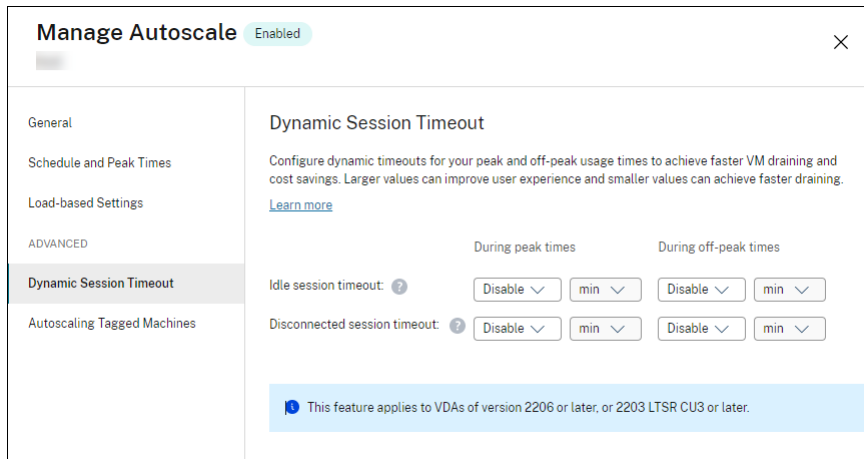 Manage Autoscale Enabled
General
Schedule and Peak Times
Load-based Settings
ADVANCED
Dynamic Session Timeout
Autoscaling Tagged Machines
Dynamic Session Timeout
Configure dynamic timeouts for your peak and off-peak usage times to achieve faster VM draining and
cost savings. Larger values can improve user experience and smaller values can achieve faster draining.
Learn more
During peak times During off-peak times
Idle session timeout: ? Disable min Disable min
Disconnected session timeout: ? Disable min Disable min
This feature applies to VDAs of version 2206 or later, or 2203 LTSR CU3 or later.